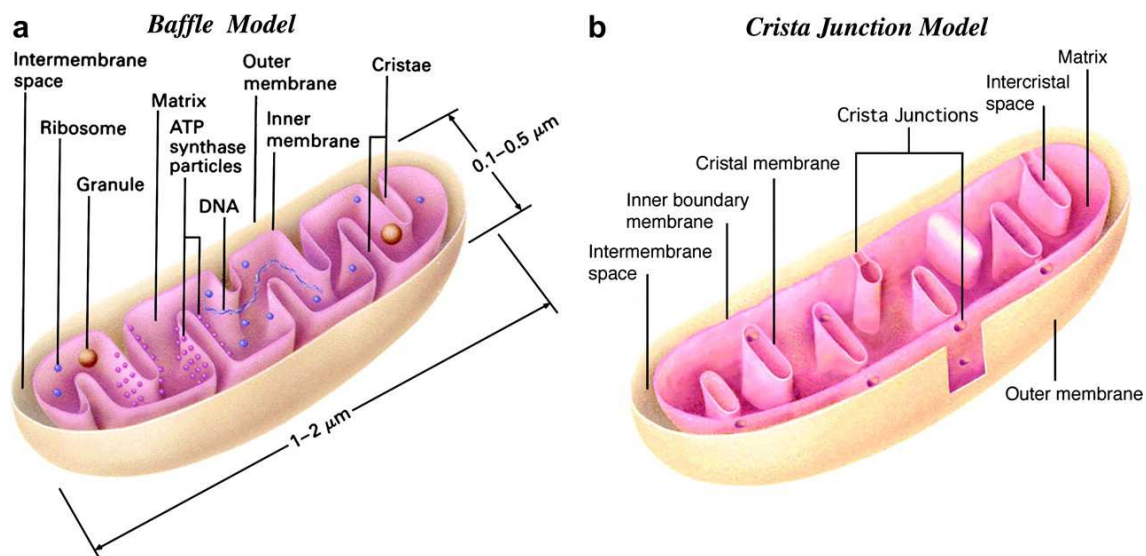 a
Baffle Model
Intermembrane
space
Outer
membrane
Cristae
Matrix
Ribosome
ATP
synthase
particles
Inner
membrane
Granule
DNA
0.1–0.5 μm
1–2 μm
b
Crista Junction Model
Matrix
Intercristal
space
Crista Junctions
Cristal membrane
Inner boundary
membrane
Intermembrane
space
Outer membrane